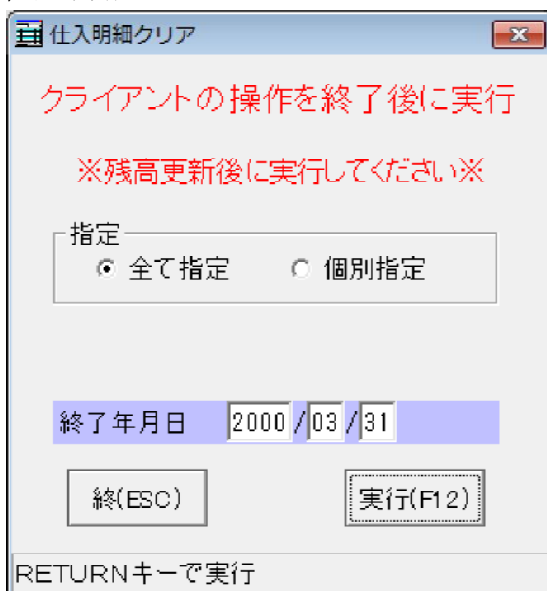 仕入明細クリア
クライアントの操作を終了後に実行
※残高更新後に実行してください※
指定
全て指定 個別指定
終了年月日 2000/03/31
終(ESC) 実行(F12)
RETURNキーで実行